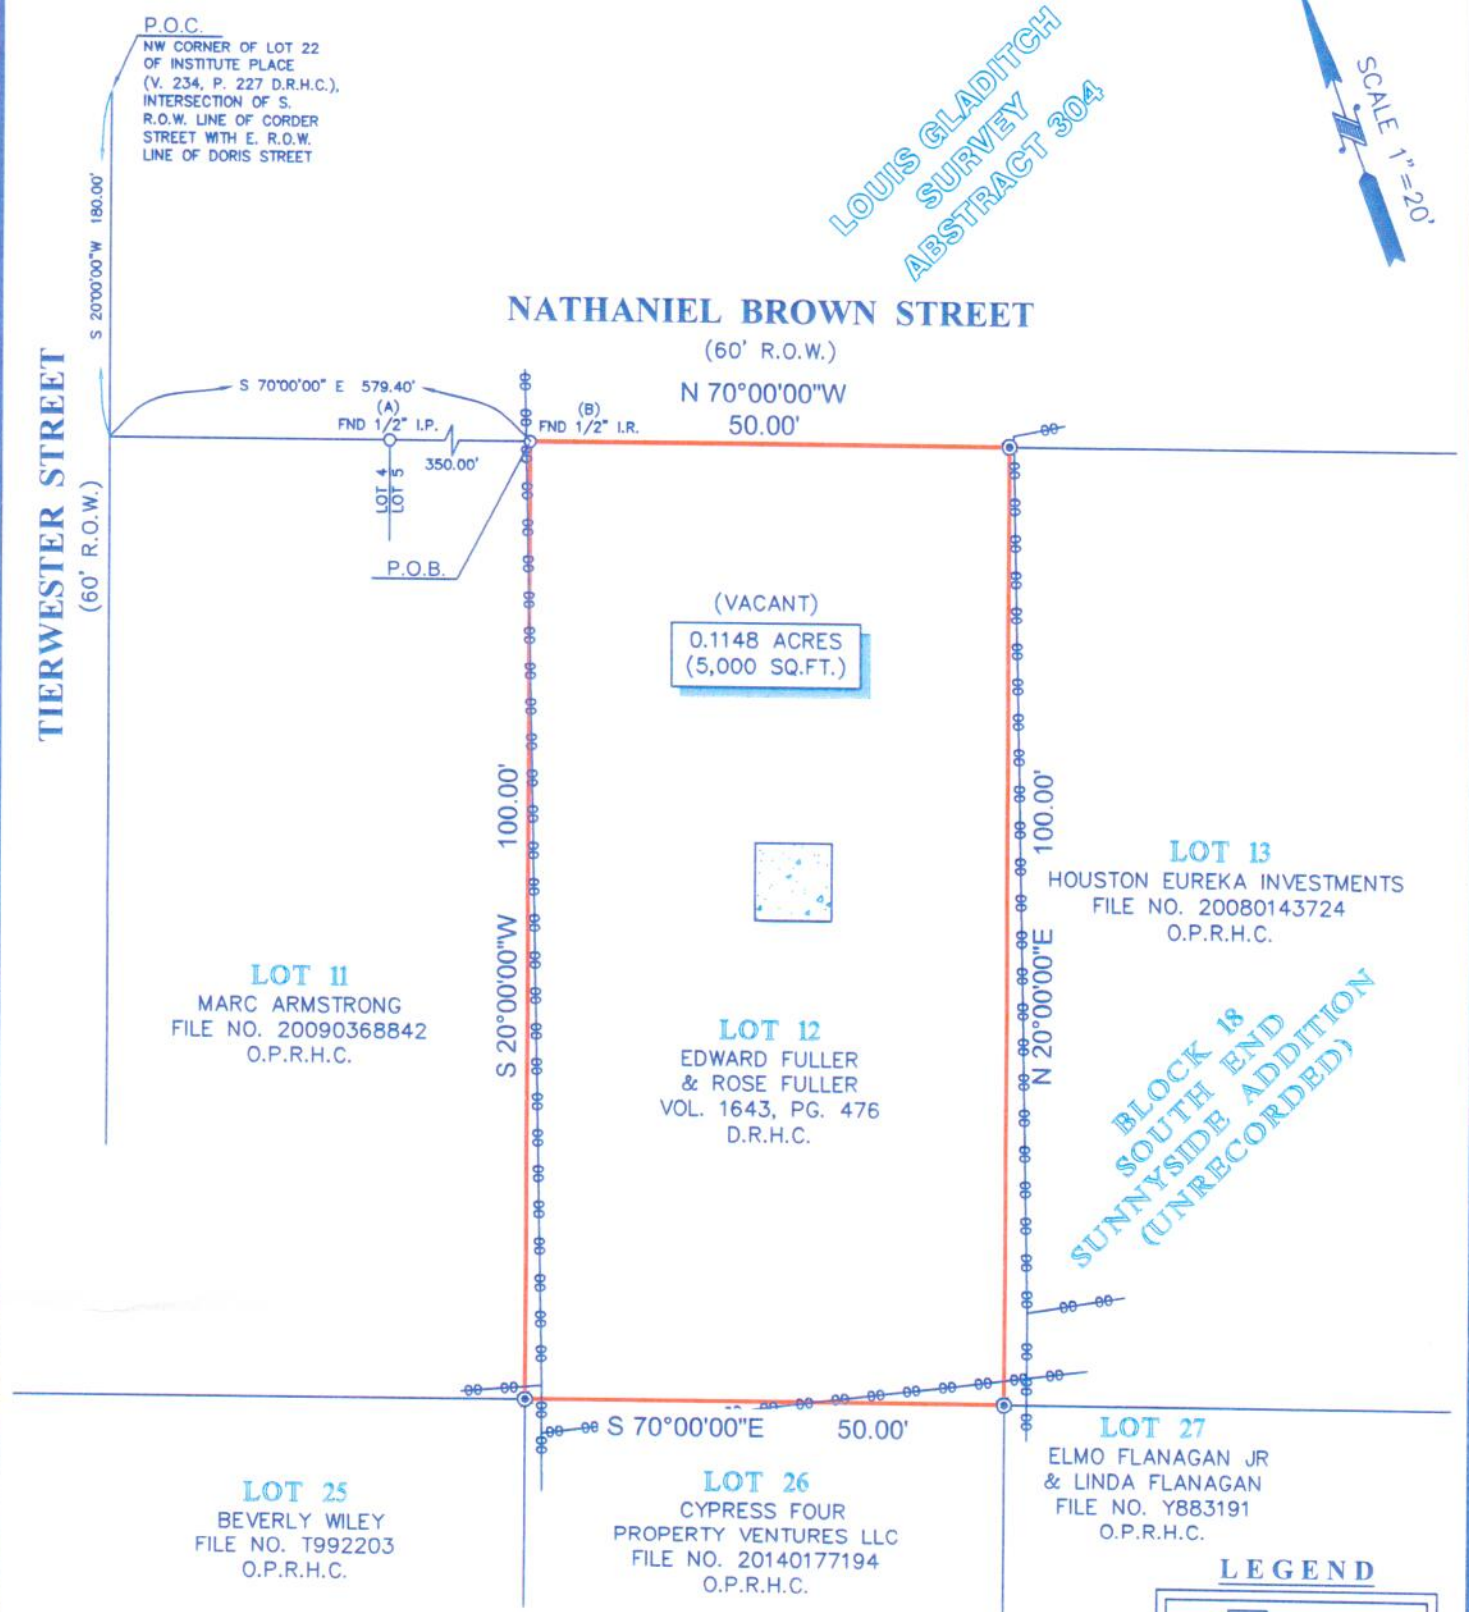 P.O.C.
NW CORNER OF LOT 22
OF INSTITUTE PLACE
(V. 234, P. 227 D.R.H.C.),
INTERSECTION OF S.
R.O.W. LINE OF CORDER
STREET WITH E. R.O.W.
LINE OF DORIS STREET
LOUIS GLADITCH
SURVEY
ABSTRACT 304
SCALE 1"=20'
S 20°00'00"W 180.00'
NATHANIEL BROWN STREET
(60' R.O.W.)
TIERWESTER STREET
(60' R.O.W.)
S 70°00'00" E 579.40'
(A)
FND 1/2" I.P.
350.00'
LOT 4
LOT 5
(B)
FND 1/2" I.R.
N 70°00'00"W
50.00'
P.O.B.
(VACANT)
0.1148 ACRES
(5,000 SQ.FT.)
S 20°00'00"W 100.00'
N 20°00'00"E 100.00'
LOT 13
HOUSTON EUREKA INVESTMENTS
FILE NO. 20080143724
O.P.R.H.C.
LOT 11
MARC ARMSTRONG
FILE NO. 20090368842
O.P.R.H.C.
LOT 12
EDWARD FULLER
& ROSE FULLER
VOL. 1643, PG. 476
D.R.H.C.
BLOCK 18
SOUTH END
SUNNYSIDE ADDITION
(UNRECORDED)
S 70°00'00"E 50.00'
LOT 25
BEVERLY WILEY
FILE NO. T992203
O.P.R.H.C.
LOT 26
CYPRESS FOUR
PROPERTY VENTURES LLC
FILE NO. 20140177194
O.P.R.H.C.
LOT 27
ELMO FLANAGAN JR
& LINDA FLANAGAN
FILE NO. Y883191
O.P.R.H.C.
LEGEND